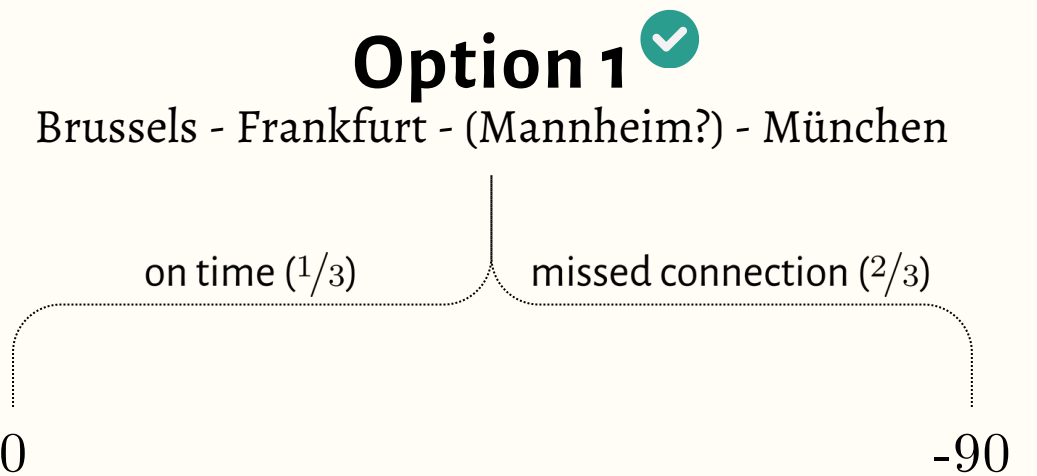 Option 1
Brussels - Frankfurt - (Mannheim?) - München
on time (1/3) missed connection (2/3)
0 -90